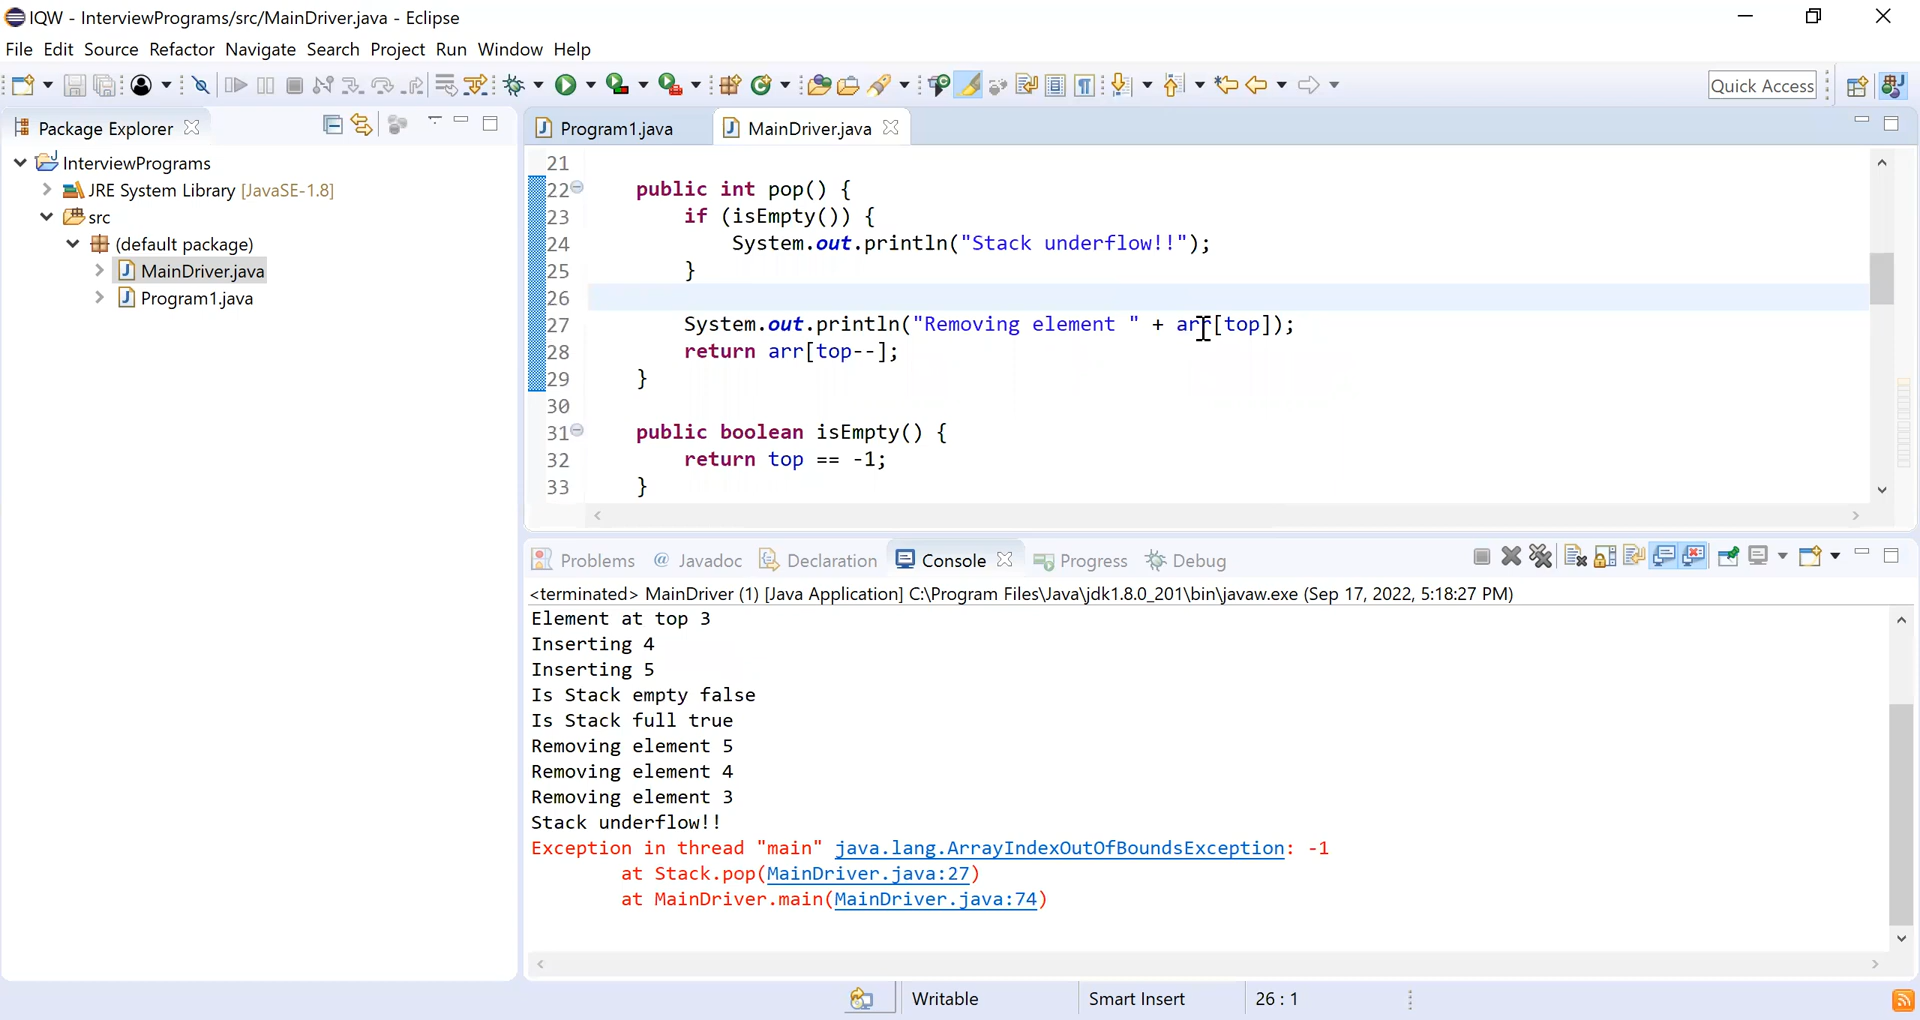 IQW - InterviewPrograms/src/MainDriver.java - Eclipse
File Edit Source Refactor Navigate Search Project Run Window Help
Quick Access
Package Explorer
InterviewPrograms
JRE System Library [JavaSE-1.8]
src
(default package)
MainDriver.java
Program1.java
Program1.java
MainDriver.java
21
22 public int pop() {
23 if (isEmpty()) {
24 System.out.println("Stack underflow!!");
25 }
26
27 System.out.println("Removing element " + arr[top]);
28 return arr[top--];
29 }
30
31 public boolean isEmpty() {
32 return top == -1;
33 }
Problems @ Javadoc Declaration Console Progress Debug
<terminated> MainDriver (1) [Java Application] C:\Program Files\Java\jdk1.8.0_201\bin\javaw.exe (Sep 17, 2022, 5:18:27 PM)
Element at top 3
Inserting 4
Inserting 5
Is Stack empty false
Is Stack full true
Removing element 5
Removing element 4
Removing element 3
Stack underflow!!
Exception in thread "main" java.lang.ArrayIndexOutOfBoundsException: -1
at Stack.pop(MainDriver.java:27)
at MainDriver.main(MainDriver.java:74)
Writable Smart Insert 26 : 1